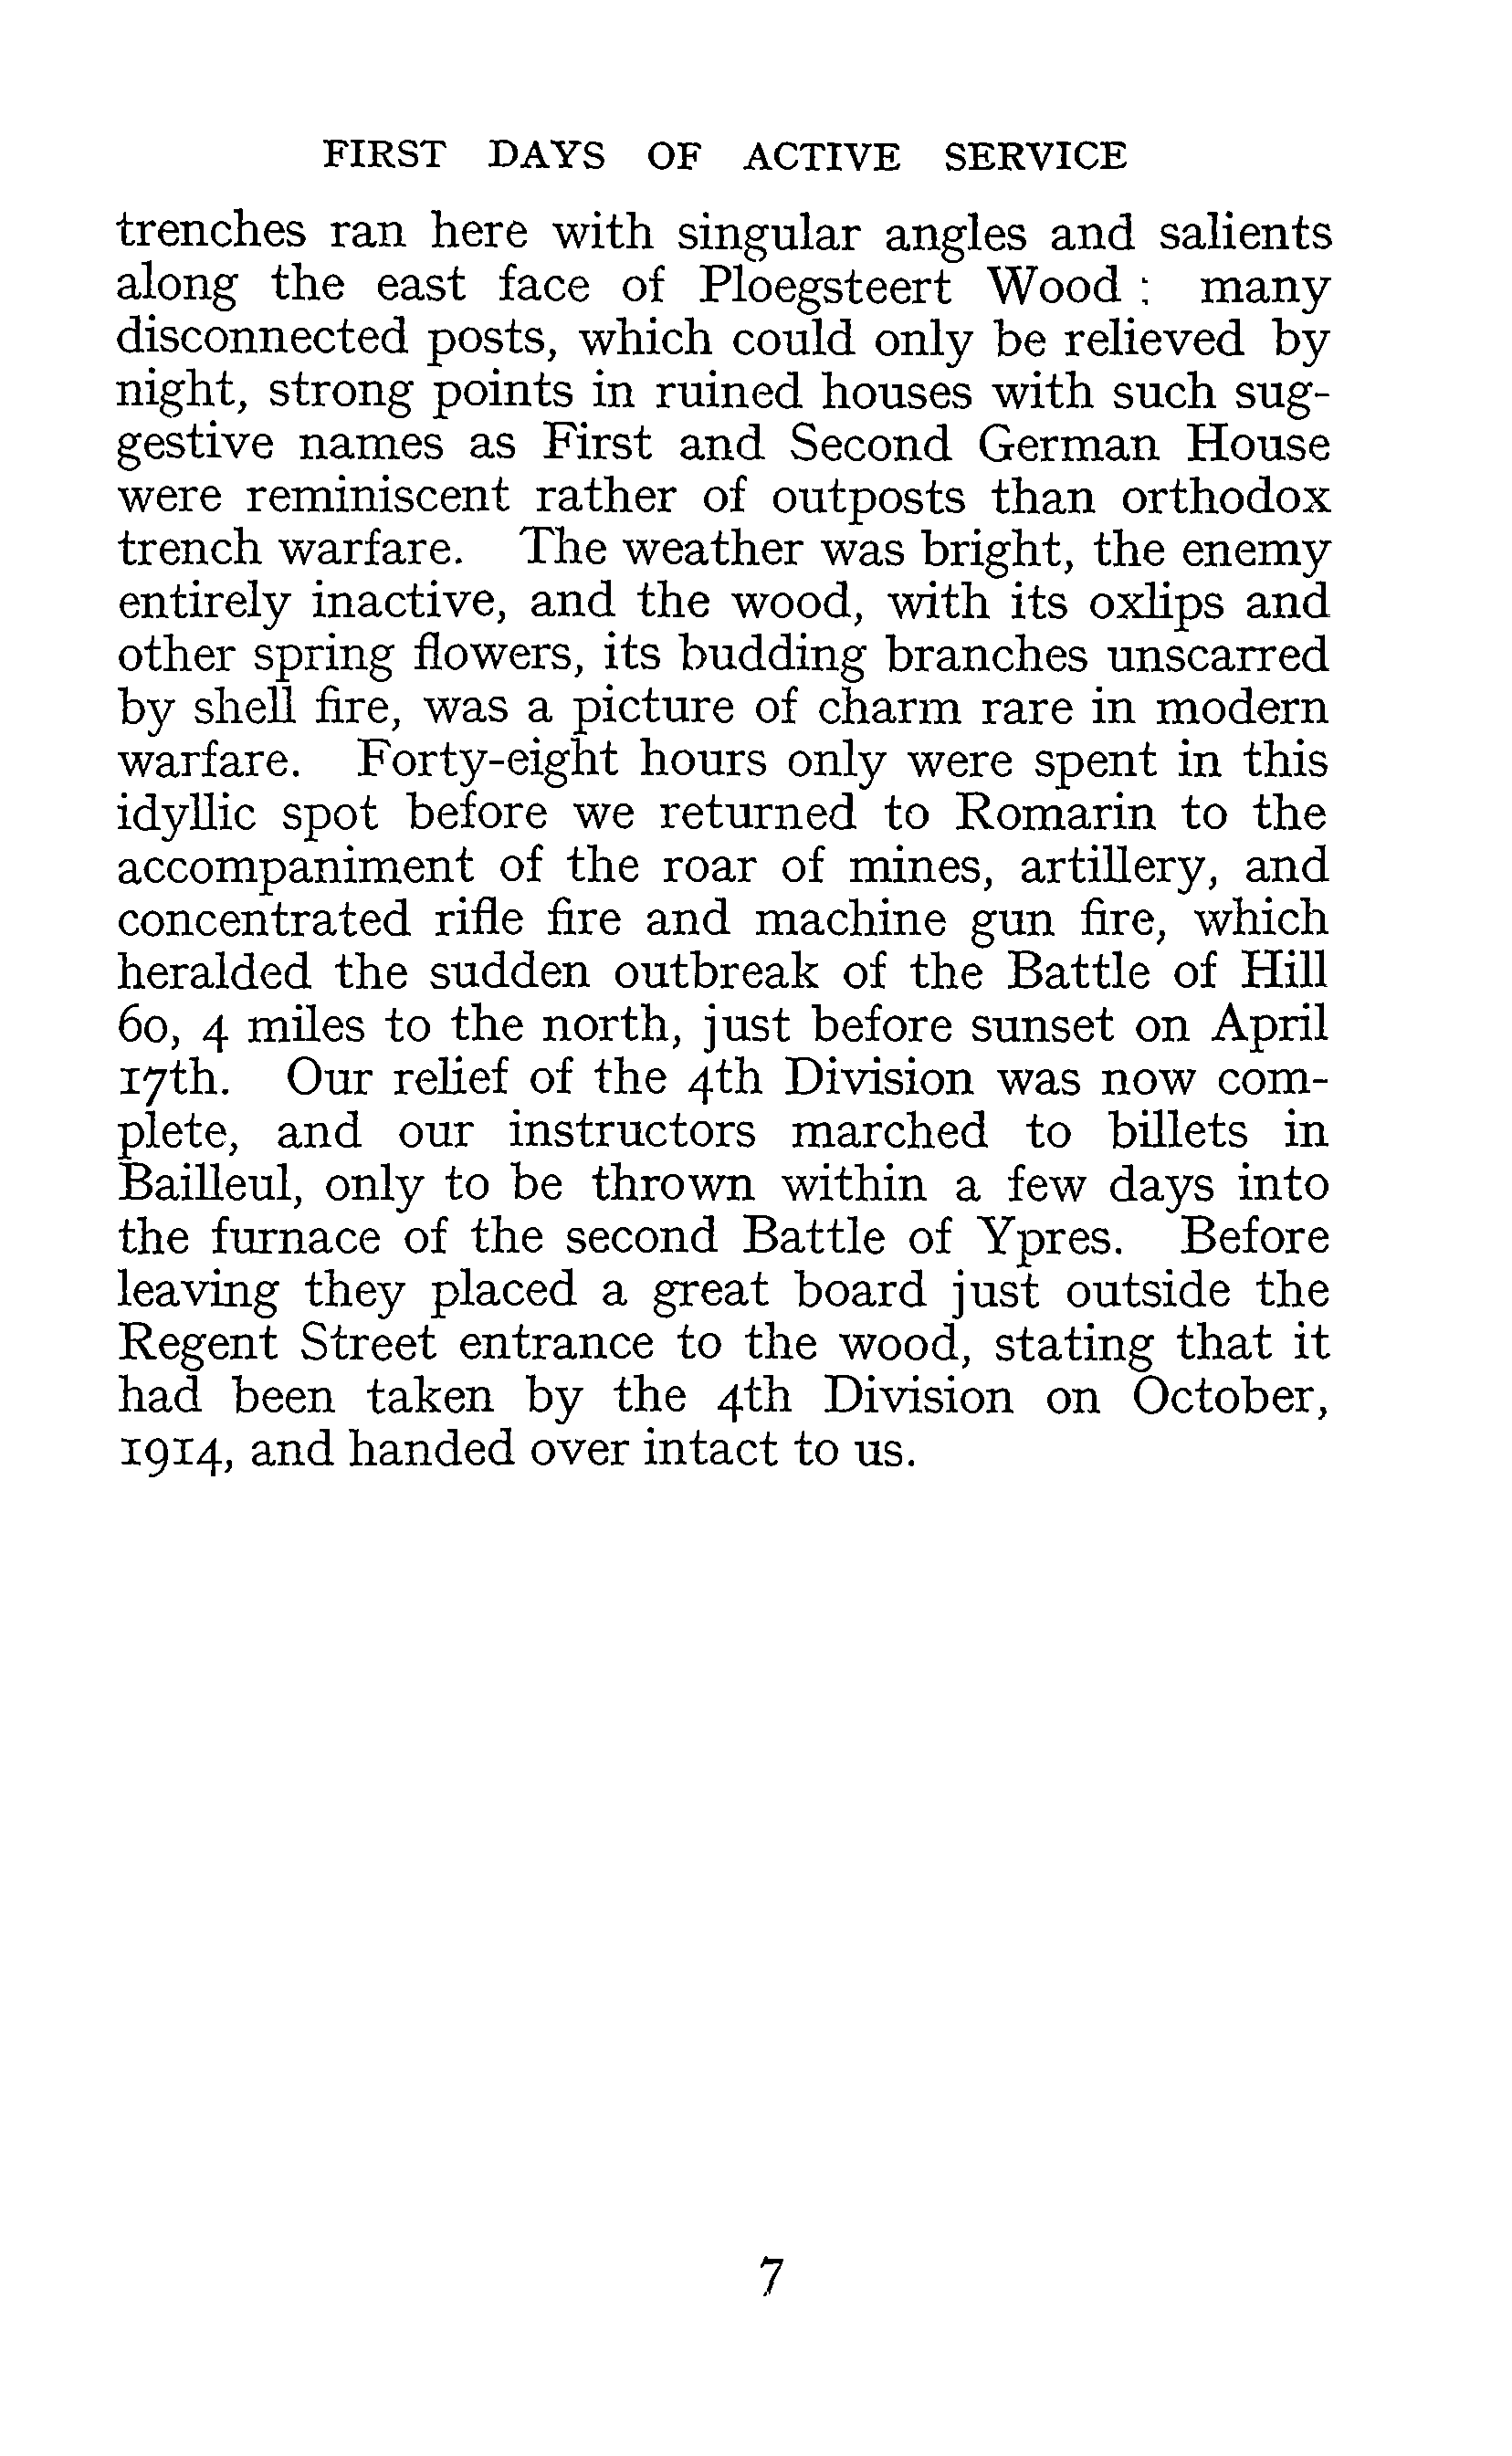 FIRST DAYS OF ACTIVE SERVICE
trenches ran here with singular angles and salients
along the east face of Ploegsteert Wood : many
disconnected posts, which could only be relieved by
night, strong points in ruined houses with such sug-
gestive names as First and Second German House
were reminiscent rather of outposts than orthodox
trench warfare. The weather was bright, the enemy
entirely inactive, and the wood, with its oxlips and
other spring flowers, its budding branches unscarred
by shell fire, was a picture of charm rare in modern
warfare. Forty-eight hours only were spent in this
idyllic spot before we returned to Romarin to the
accompaniment of the roar of mines, artillery, and
concentrated rifle fire and machine gun fire, which
heralded the sudden outbreak of the Battle of Hill
60, 4 miles to the north, just before sunset on April
17th. Our relief of the 4th Division was now com-
plete, and our instructors marched to billets in
Bailleul, only to be thrown within a few days into
the furnace of the second Battle of Ypres. Before
leaving they placed a great board just outside the
Regent Street entrance to the wood, stating that it
had been taken by the 4th Division on October,
1914, and handed over intact to us.
7